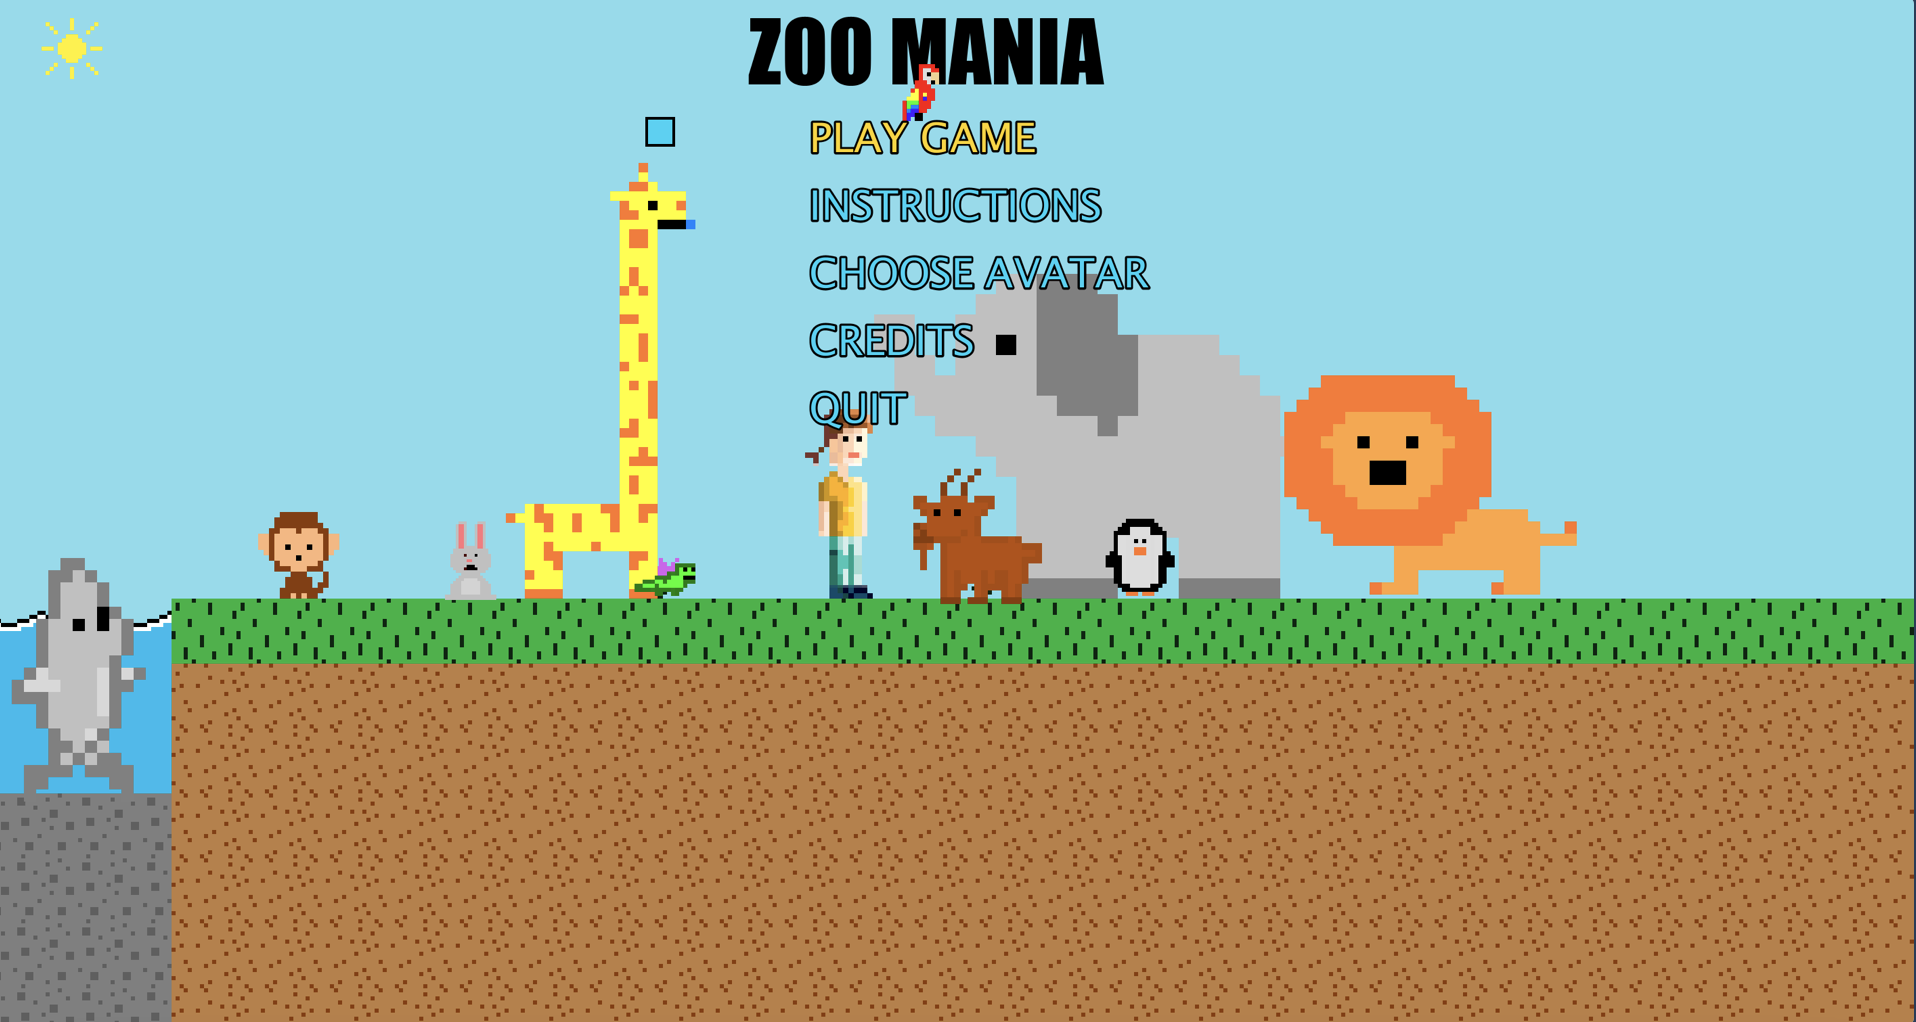 ZOO MANIA
PLAY GAME
INSTRUCTIONS
CHOOSE AVATAR
CREDITS
QUIT